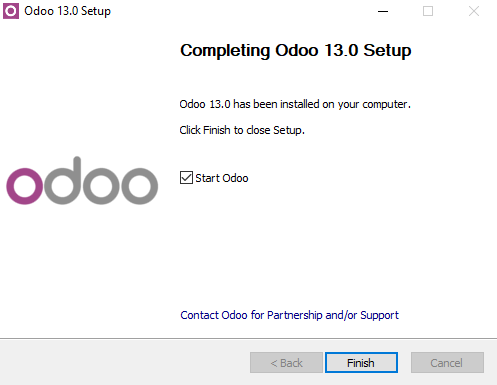 Odoo 13.0 Setup
Completing Odoo 13.0 Setup
Odoo 13.0 has been installed on your computer.
Click Finish to close Setup.
odoo
Start Odoo
Contact Odoo for Partnership and/or Support
< Back
Finish
Cancel